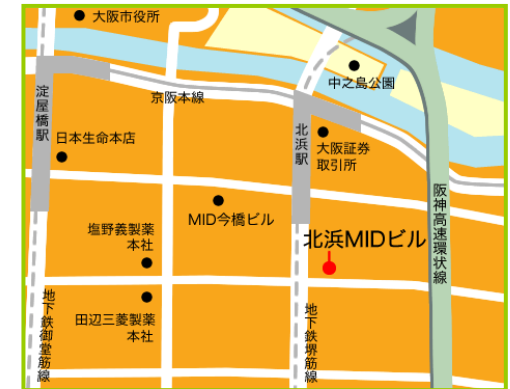 大阪市役所
中之島公園
淀屋橋駅
京阪本線
北浜駅
大阪証券
取引所
日本生命本店
阪神高速環状線
MID今橋ビル
塩野義製薬
本社
北浜MIDビル
田辺三菱製薬
本社
地下鉄御堂筋線
地下鉄堺筋線